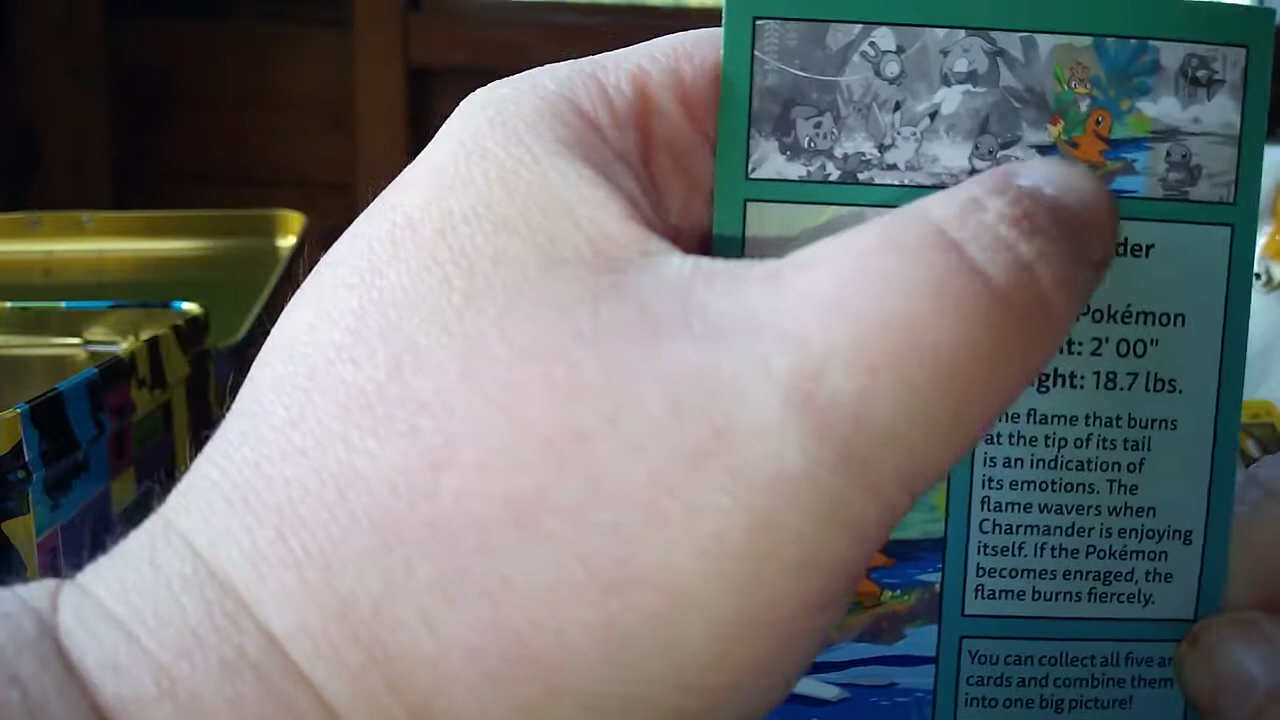 der
Pokémon
t: 2' 00"
ght: 18.7 lbs.
he flame that burns
at the tip of its tail
is an indication of
its emotions. The
flame wavers when
Charmander is enjoying
itself. If the Pokémon
becomes enraged, the
flame burns fiercely.
You can collect all five ar
cards and combine them
into one big picture!